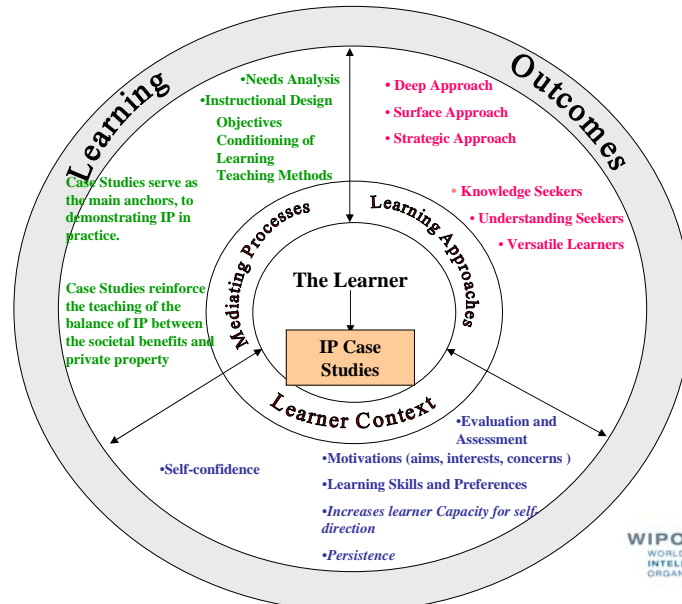 Learning
Outcomes
•Needs Analysis
•Instructional Design
Objectives
Conditioning of
Learning
Teaching Methods
• Deep Approach
• Surface Approach
• Strategic Approach
Case Studies serve as
the main anchors, to
demonstrating IP in
practice.
• Knowledge Seekers
• Understanding Seekers
• Versatile Learners
Mediating Processes
Learning Approaches
Case Studies reinforce
the teaching of the
balance of IP between
the societal benefits and
private property
The Learner
IP Case
Studies
Learner Context
•Evaluation and
Assessment
•Self-confidence
•Motivations (aims, interests, concerns )
•Learning Skills and Preferences
•Increases learner Capacity for self-
direction
•Persistence
WIPO
WORL
INTELL
ORGAN